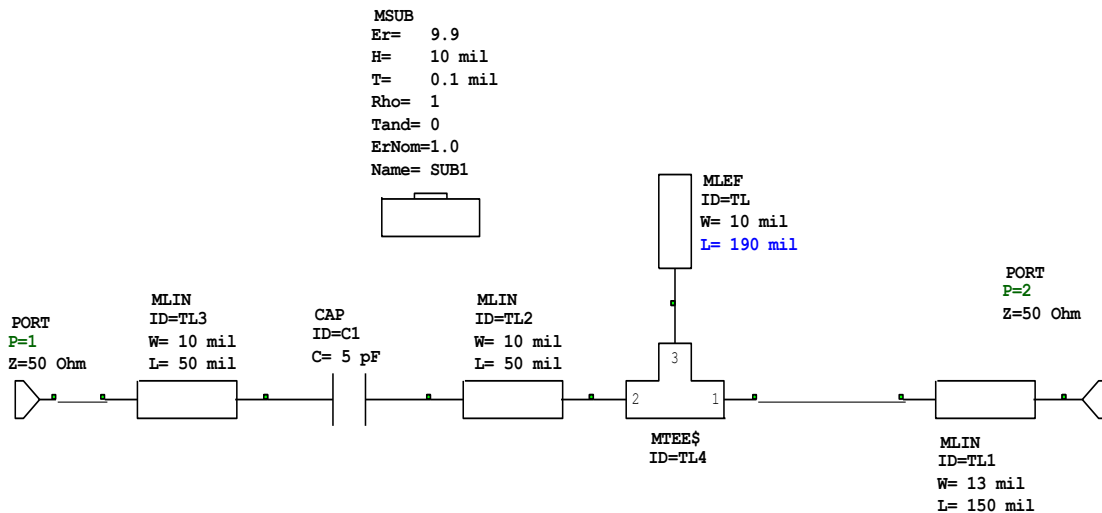 MSUB
Er= 9.9
H= 10 mil
T= 0.1 mil
Rho= 1
Tand= 0
ErNom=1.0
Name= SUB1
MLEF
ID=TL
W= 10 mil
L= 190 mil
PORT
P=1
Z=50 Ohm
MLIN
ID=TL3
W= 10 mil
L= 50 mil
CAP
ID=C1
C= 5 pF
MLIN
ID=TL2
W= 10 mil
L= 50 mil
3
2
1
MTEE$
ID=TL4
PORT
P=2
Z=50 Ohm
MLIN
ID=TL1
W= 13 mil
L= 150 mil